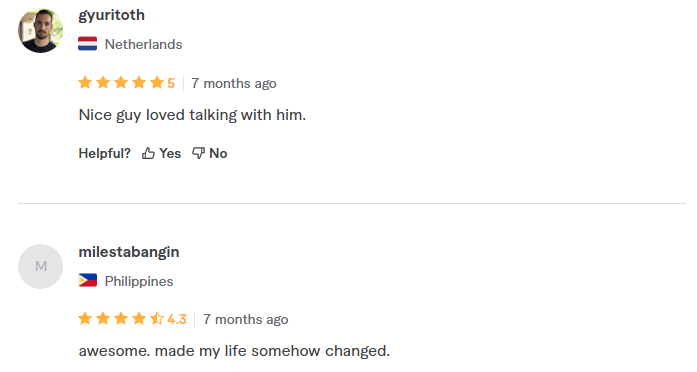 gyuritoth
Netherlands
5 7 months ago
Nice guy loved talking with him.
Helpful? Yes No
M
milestabangin
Philippines
4.3 7 months ago
awesome. made my life somehow changed.